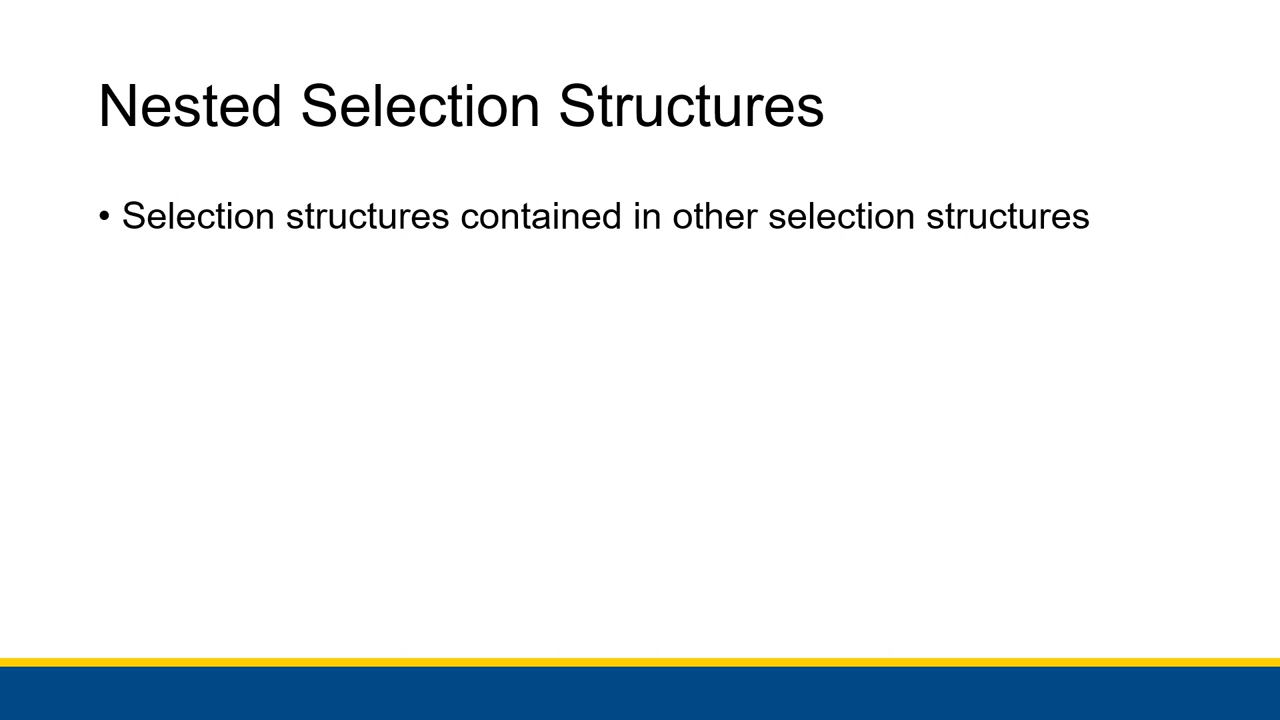 Nested Selection Structures
• Selection structures contained in other selection structures